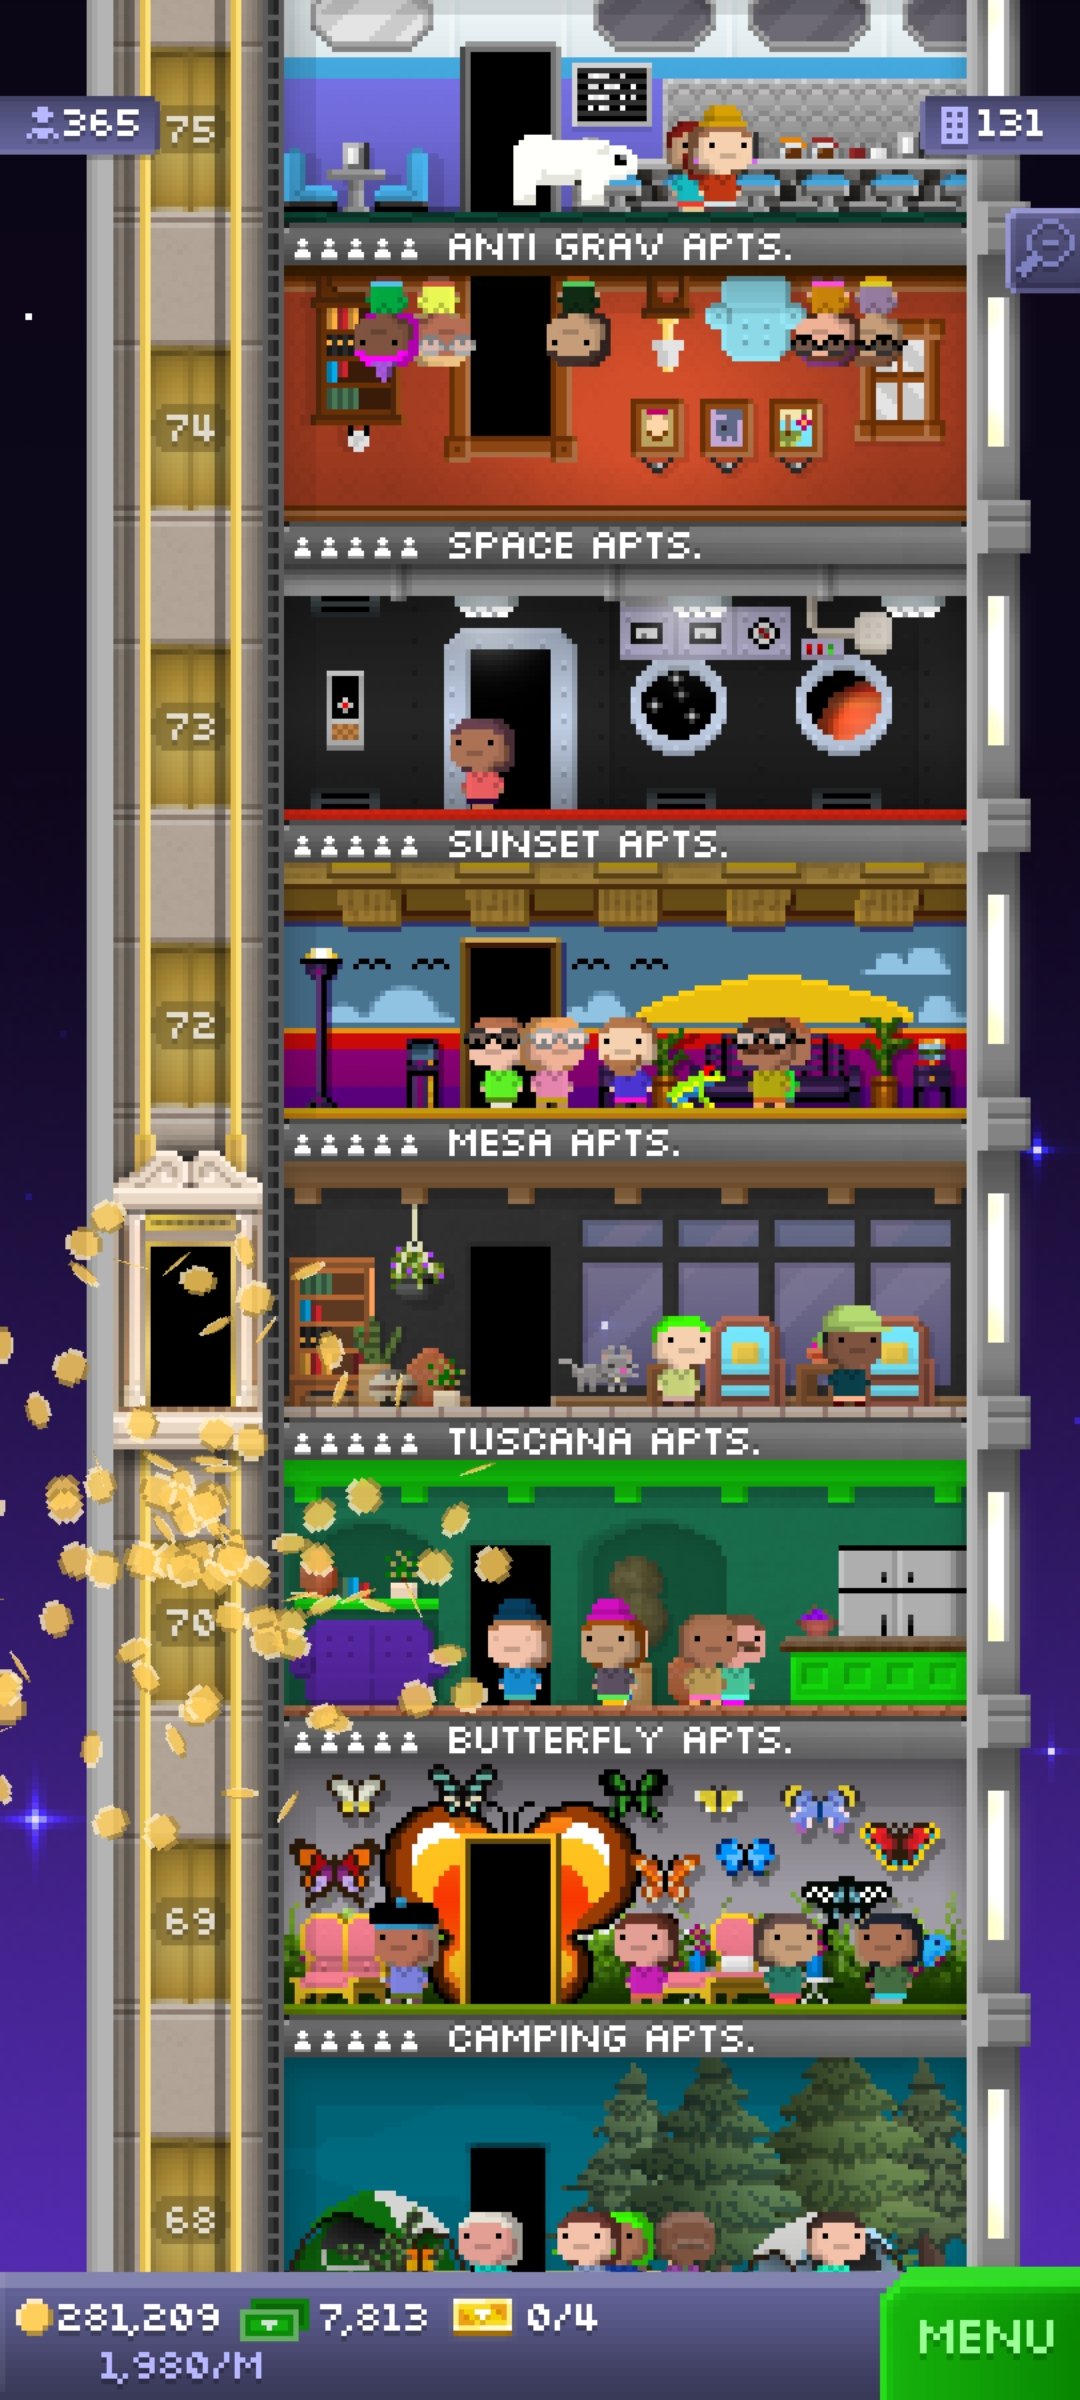 365
75
131
ANTI GRAV APTS.
74
SPACE APTS.
73
SUNSET APTS.
72
MESA APTS.
TUSCANA APTS.
70
BUTTERFLY APTS.
69
CAMPING APTS.
68
281,209 7,813 0/4
1,980/M
MENU